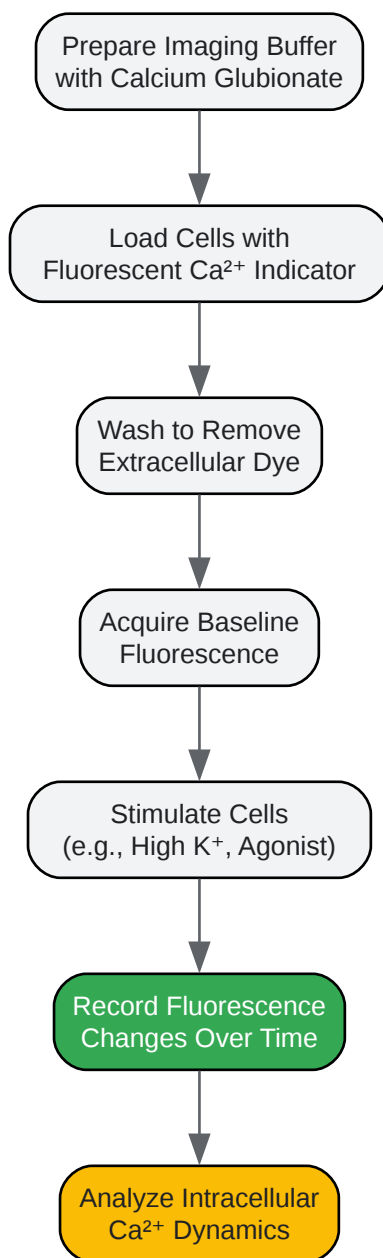 Prepare Imaging Buffer
with Calcium Glubionate
Load Cells with
Fluorescent Ca²⁺ Indicator
Wash to Remove
Extracellular Dye
Acquire Baseline
Fluorescence
Stimulate Cells
(e.g., High K⁺, Agonist)
Record Fluorescence
Changes Over Time
Analyze Intracellular
Ca²⁺ Dynamics